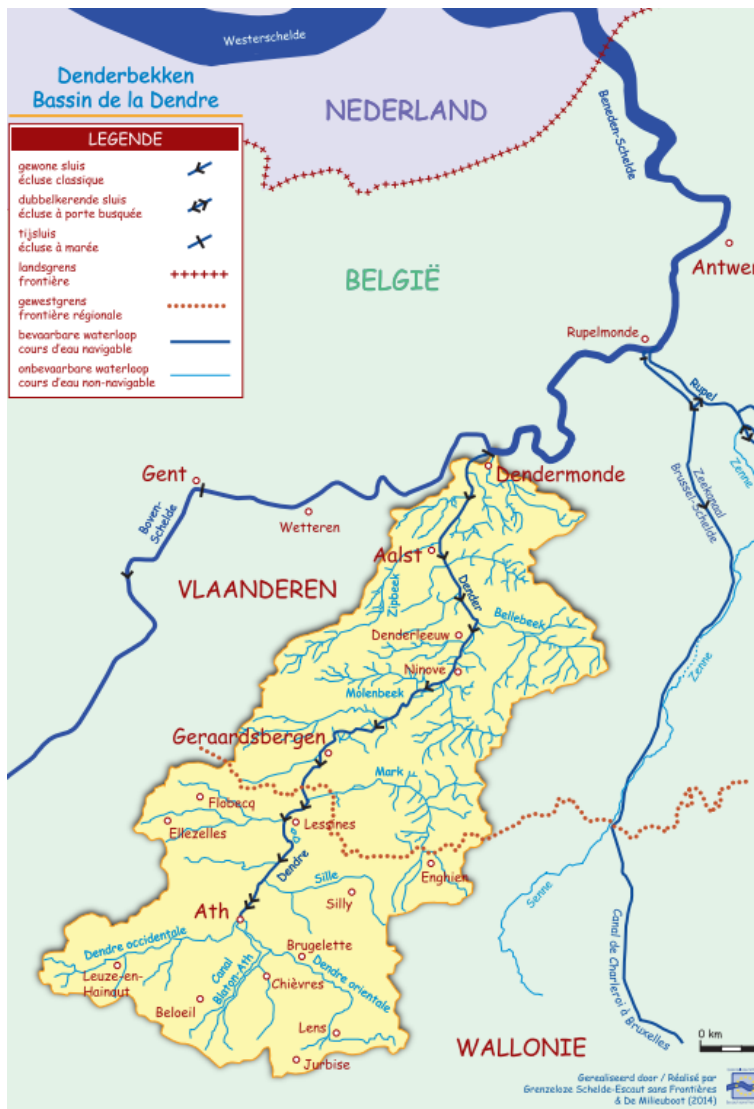 Westerschelde
Denderbekken
Bassin de la Dendre
NEDERLAND
LEGENDE
gewone sluis
écluse classique
dubbelkerende sluis
écluse à porte busquée
tijsluis
écluse à marée
landsgrens
frontière
gewestgrens
frontière régionale
bevaarbare waterloop
cours d'eau navigable
onbevaarbare waterloop
cours d'eau non-navigable
Beneden-Schelde
BELGIË
Antwer
Rupelmonde
Rupel
Zenne
Zeekanaal
Brussel-Schelde
Gent
Dendermonde
Boven-
Schelde
Wetteren
Aalst
VLAANDEREN
Zipbeek
Dender
Bellebeek
Denderleeuw
Zenne
Ninove
Molenbeek
Geraardsbergen
Mark
Flobecq
Ellezelles
Lessines
Dendre
Enghien
Sille
Silly
Senne
Ath
Dendre occidentale
Brugelette
Leuze-en-
Hainaut
Canal
Blaton-Ath
Dendre orientale
Chièvres
Canal de Charleroi à Bruxelles
Beloeil
Lens
Jurbise
WALLONIE
0 km
Gerealiseerd door / Réalisé par
Grenzeloze Schelde-Escaut sans Frontières
& De Milieuboot (2014)